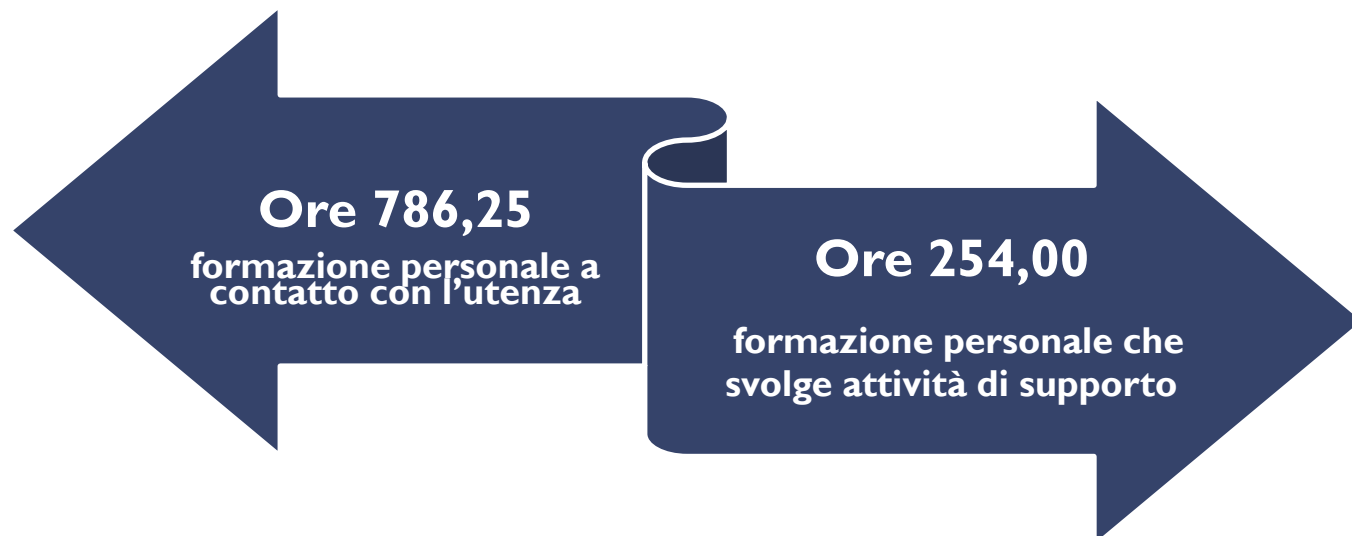 Ore 786,25
formazione personale a
contatto con l’utenza
Ore 254,00
formazione personale che
svolge attività di supporto